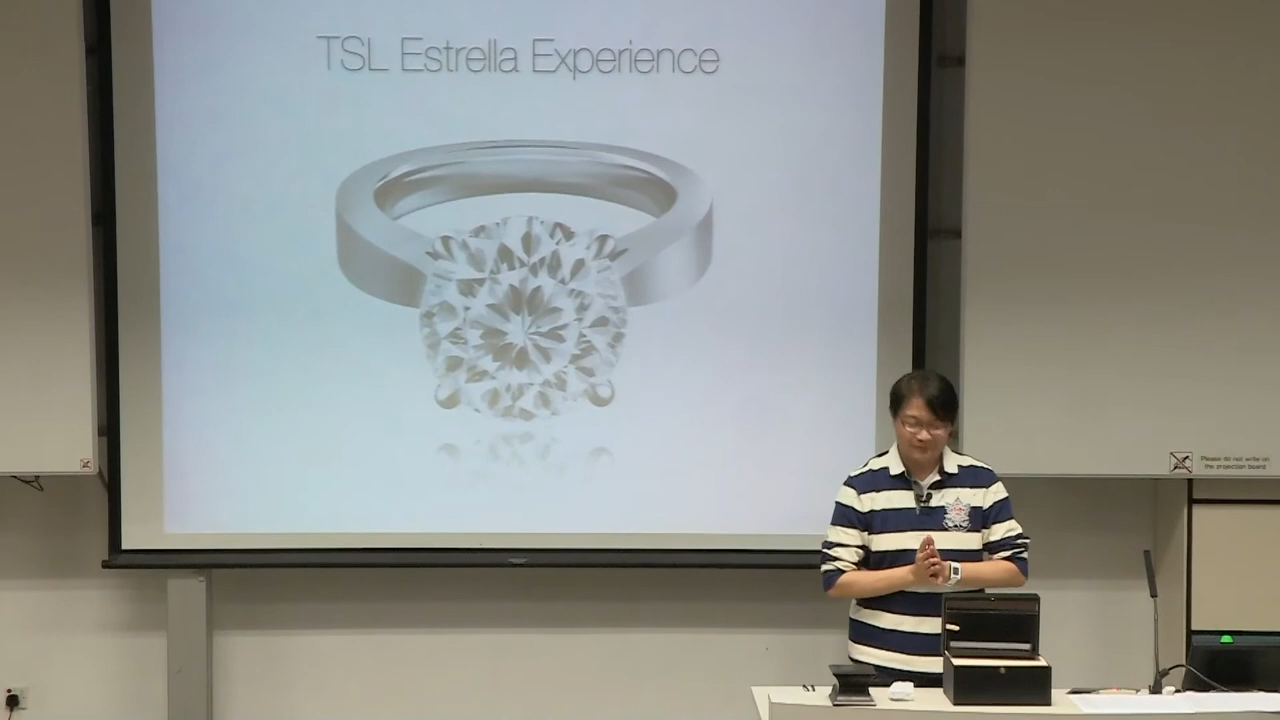 TSL Estrella Experience
Please do not write on
the projection board